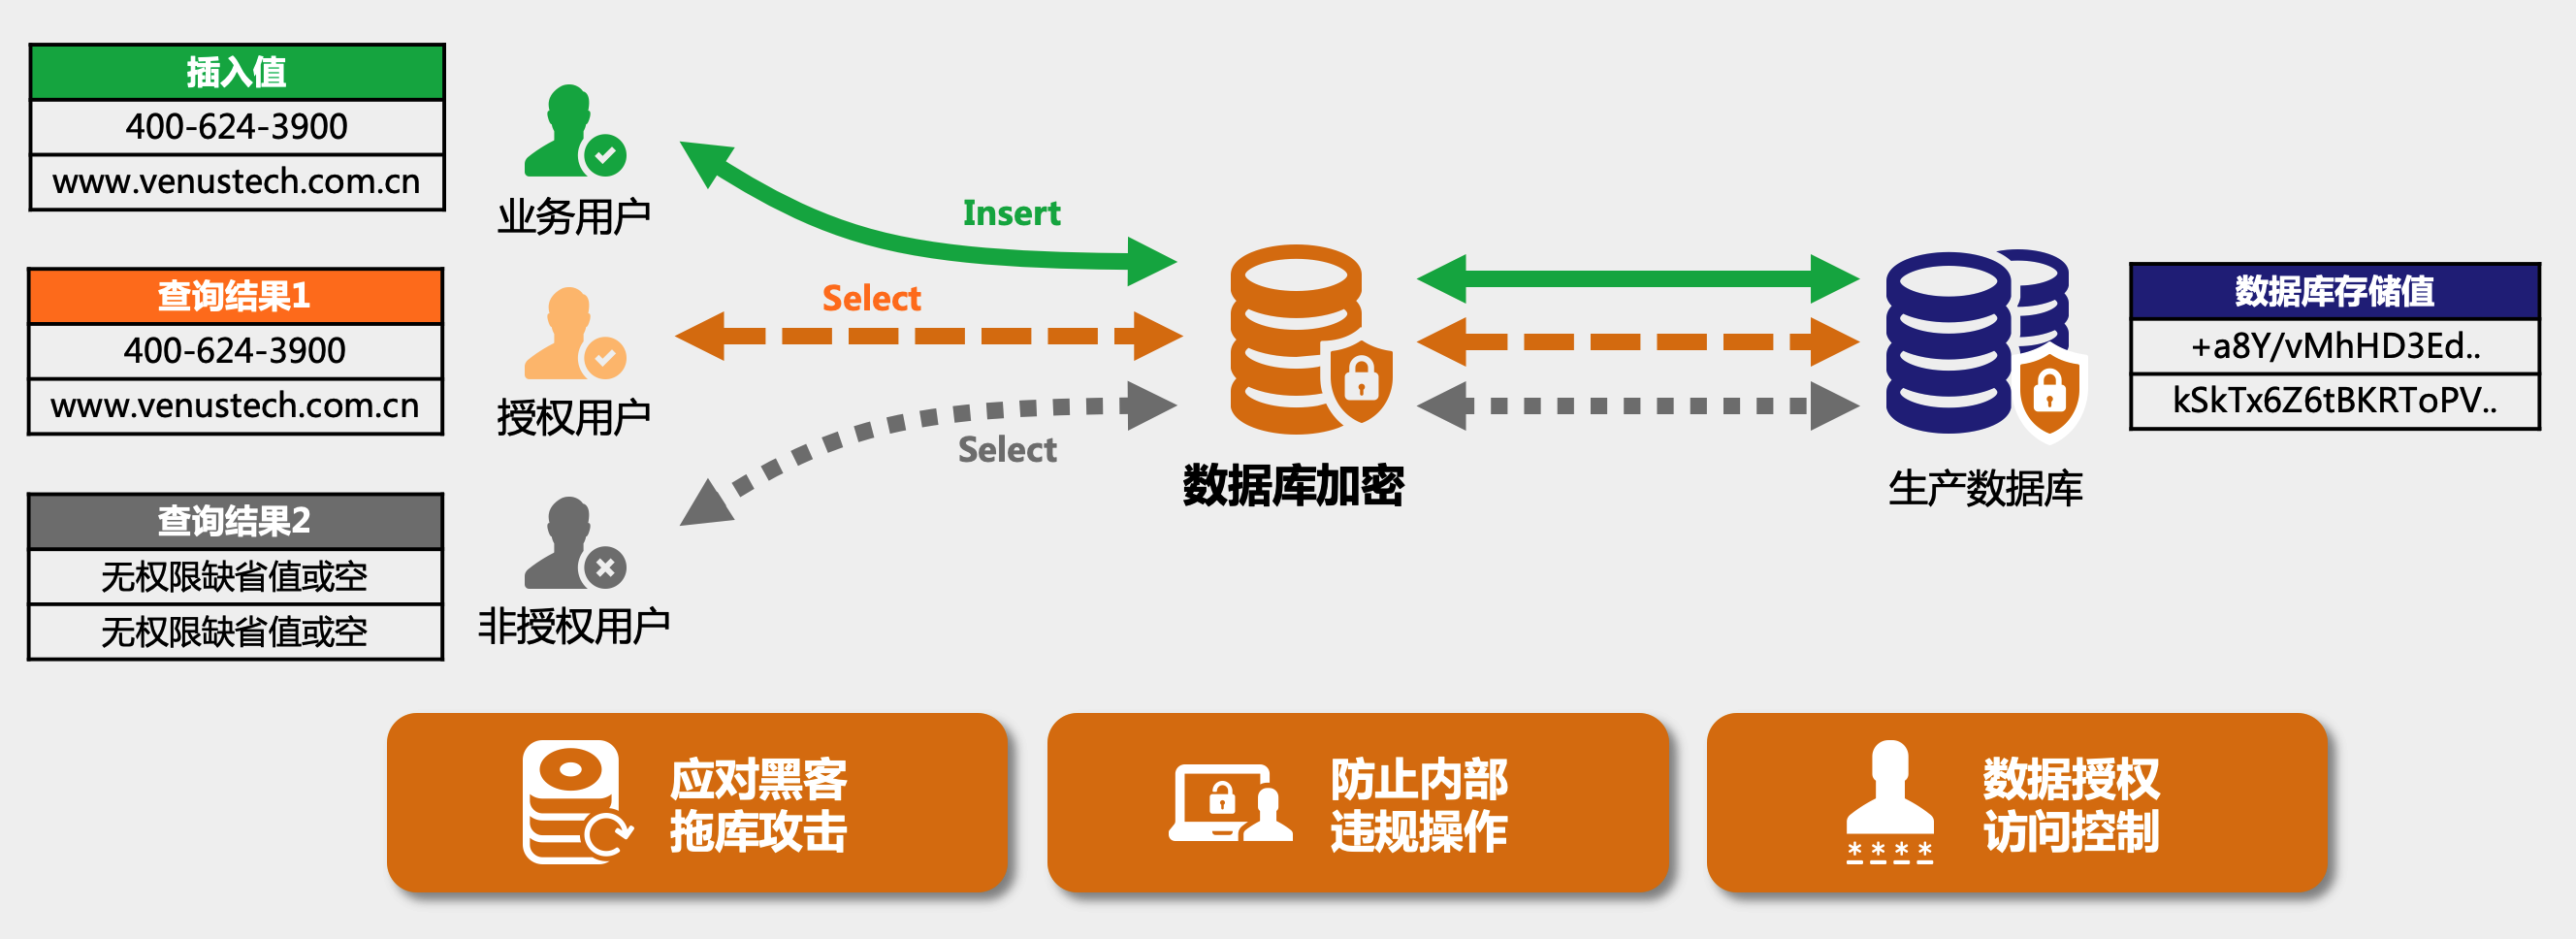 插入值
400-624-3900
www.venustech.com.cn
业务用户
Insert
查询结果1
400-624-3900
www.venustech.com.cn
授权用户
Select
查询结果2
无权限缺省值或空
无权限缺省值或空
非授权用户
Select
数据库加密
生产数据库
数据库存储值
+a8Y/vMhHD3Ed..
kSkTx6Z6tBKRToPV..
应对黑客
拖库攻击
防止内部
违规操作
****
数据授权
访问控制